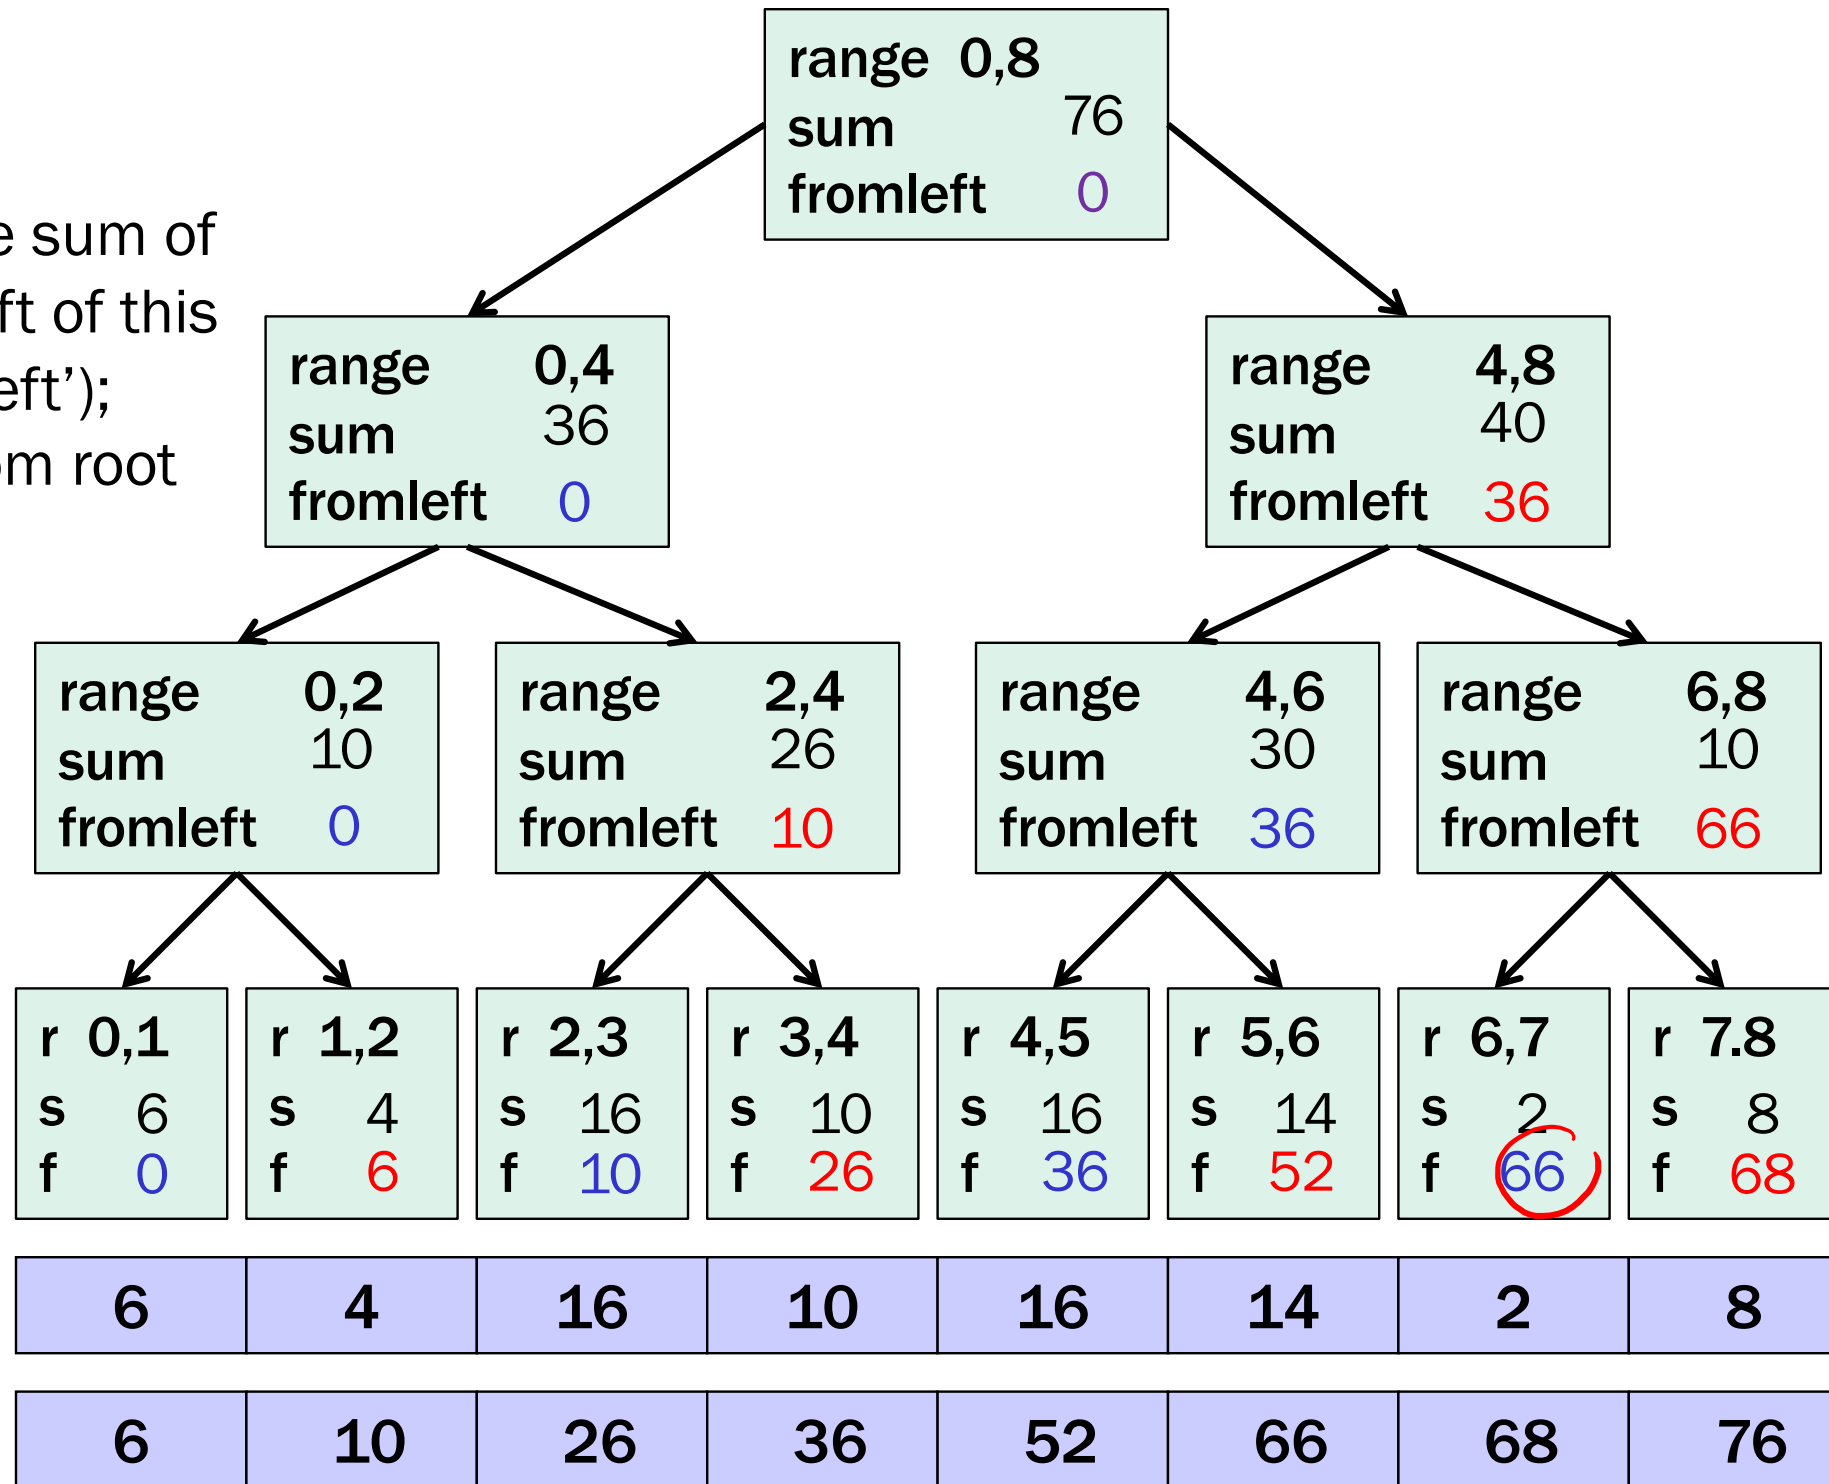 range 0,8
sum 76
fromleft 0
sum of
ft of this
eft');
om root
range 0,4
sum 36
fromleft 0
range 4,8
sum 40
fromleft 36
range 0,2
sum 10
fromleft 0
range 2,4
sum 26
fromleft 10
range 4,6
sum 30
fromleft 36
range 6,8
sum 10
fromleft 66
r 0,1
s 6
f 0
r 1,2
s 4
f 6
r 2,3
s 16
f 10
r 3,4
s 10
f 26
r 4,5
s 16
f 36
r 5,6
s 14
f 52
r 6,7
s 2
f 66
r 7.8
s 8
f 68
6 4 16 10 16 14 2 8
6 10 26 36 52 66 68 76